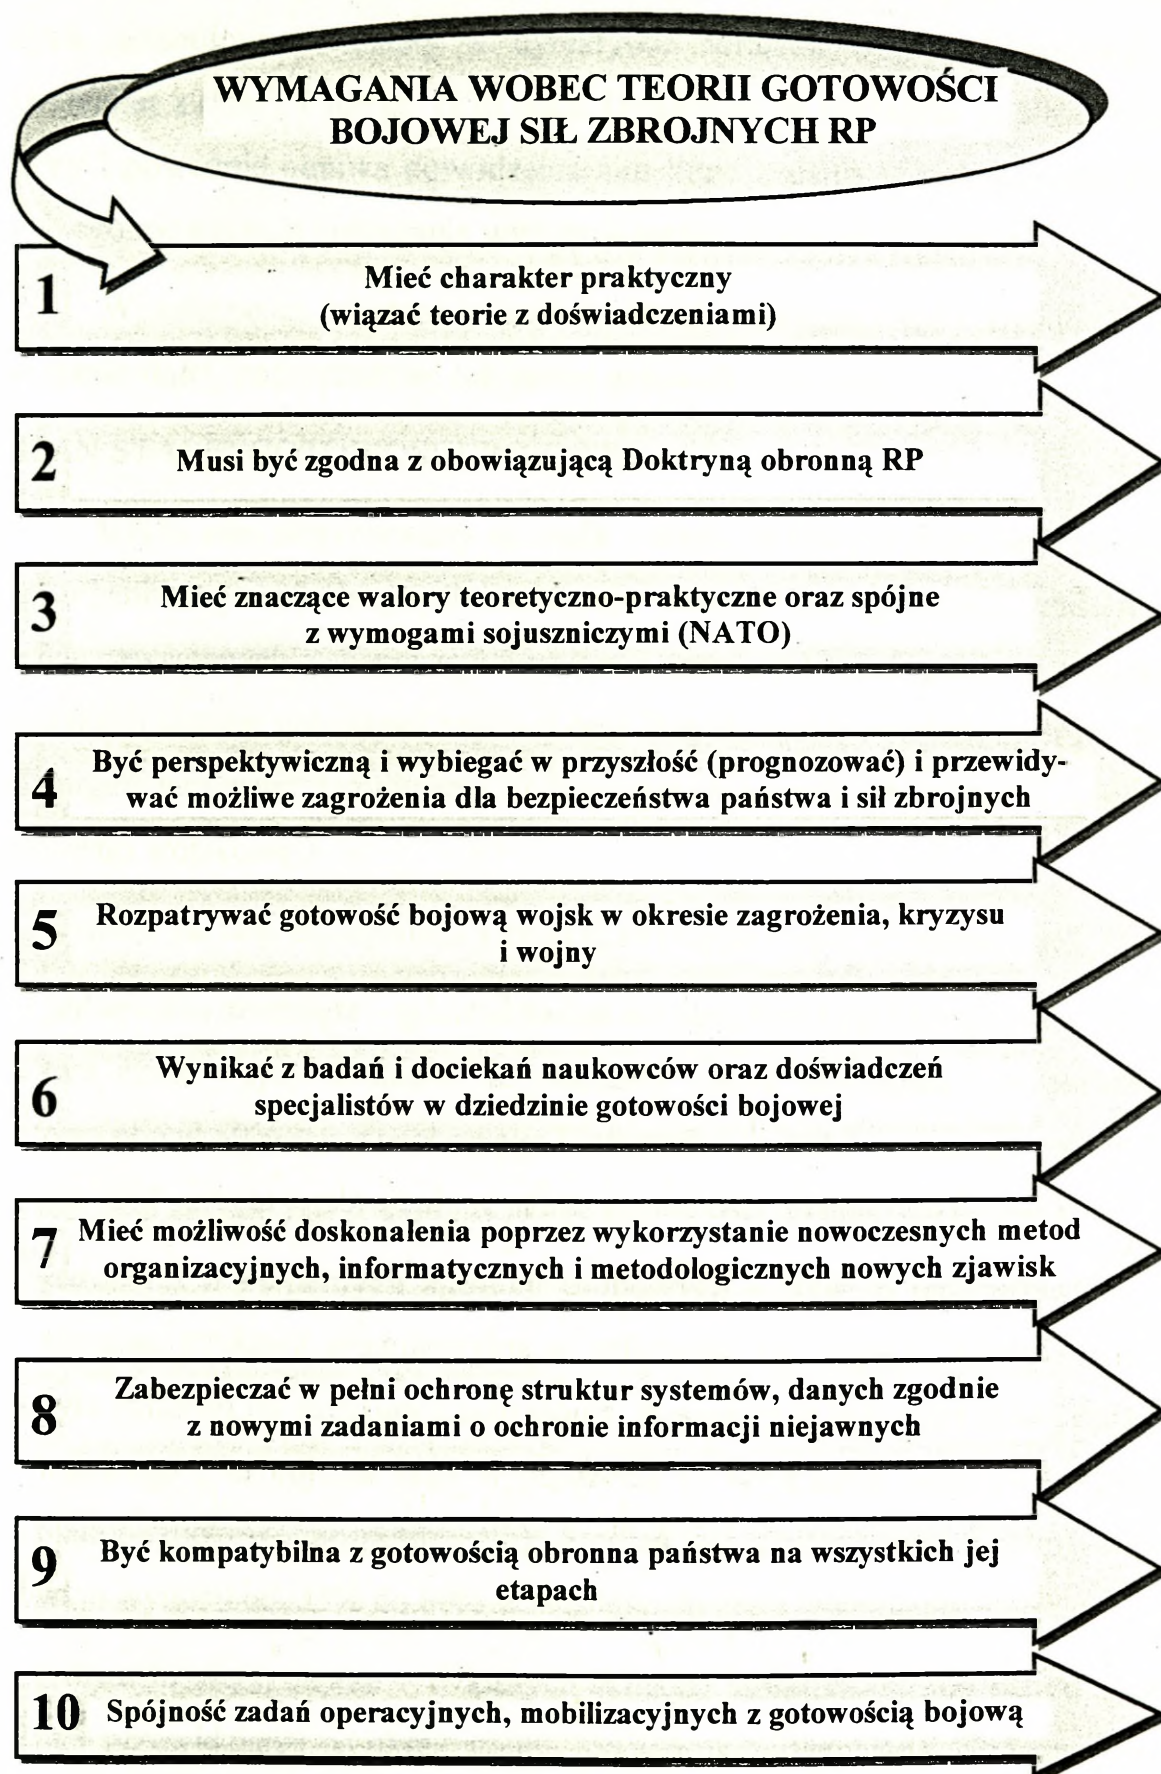 WYMAGANIA WOBEC TEORII GOTOWOŚCI
BOJOWEJ SIŁ ZBROJNYCH RP
1
Mieć charakter praktyczny
(wiązać teorie z doświadczeniami)
2
Musi być zgodna z obowiązującą Doktryną obronną RP
3
Mieć znaczące walory teoretyczno-praktyczne oraz spójne
z wymogami sojuszniczymi (NATO)
4
Być perspektywiczną i wybiegać w przyszłość (prognozować) i przewidy-
wać możliwe zagrożenia dla bezpieczeństwa państwa i sił zbrojnych
5
Rozpatrywać gotowość bojową wojsk w okresie zagrożenia, kryzysu
i wojny
6
Wynikać z badań i dociekań naukowców oraz doświadczeń
specjalistów w dziedzinie gotowości bojowej
7
Mieć możliwość doskonalenia poprzez wykorzystanie nowoczesnych metod
organizacyjnych, informatycznych i metodologicznych nowych zjawisk
8
Zabezpieczać w pełni ochronę struktur systemów, danych zgodnie
z nowymi zadaniami o ochronie informacji niejawnych
9
Być kompatybilna z gotowością obronna państwa na wszystkich jej
etapach
10
Spójność zadań operacyjnych, mobilizacyjnych z gotowością bojową